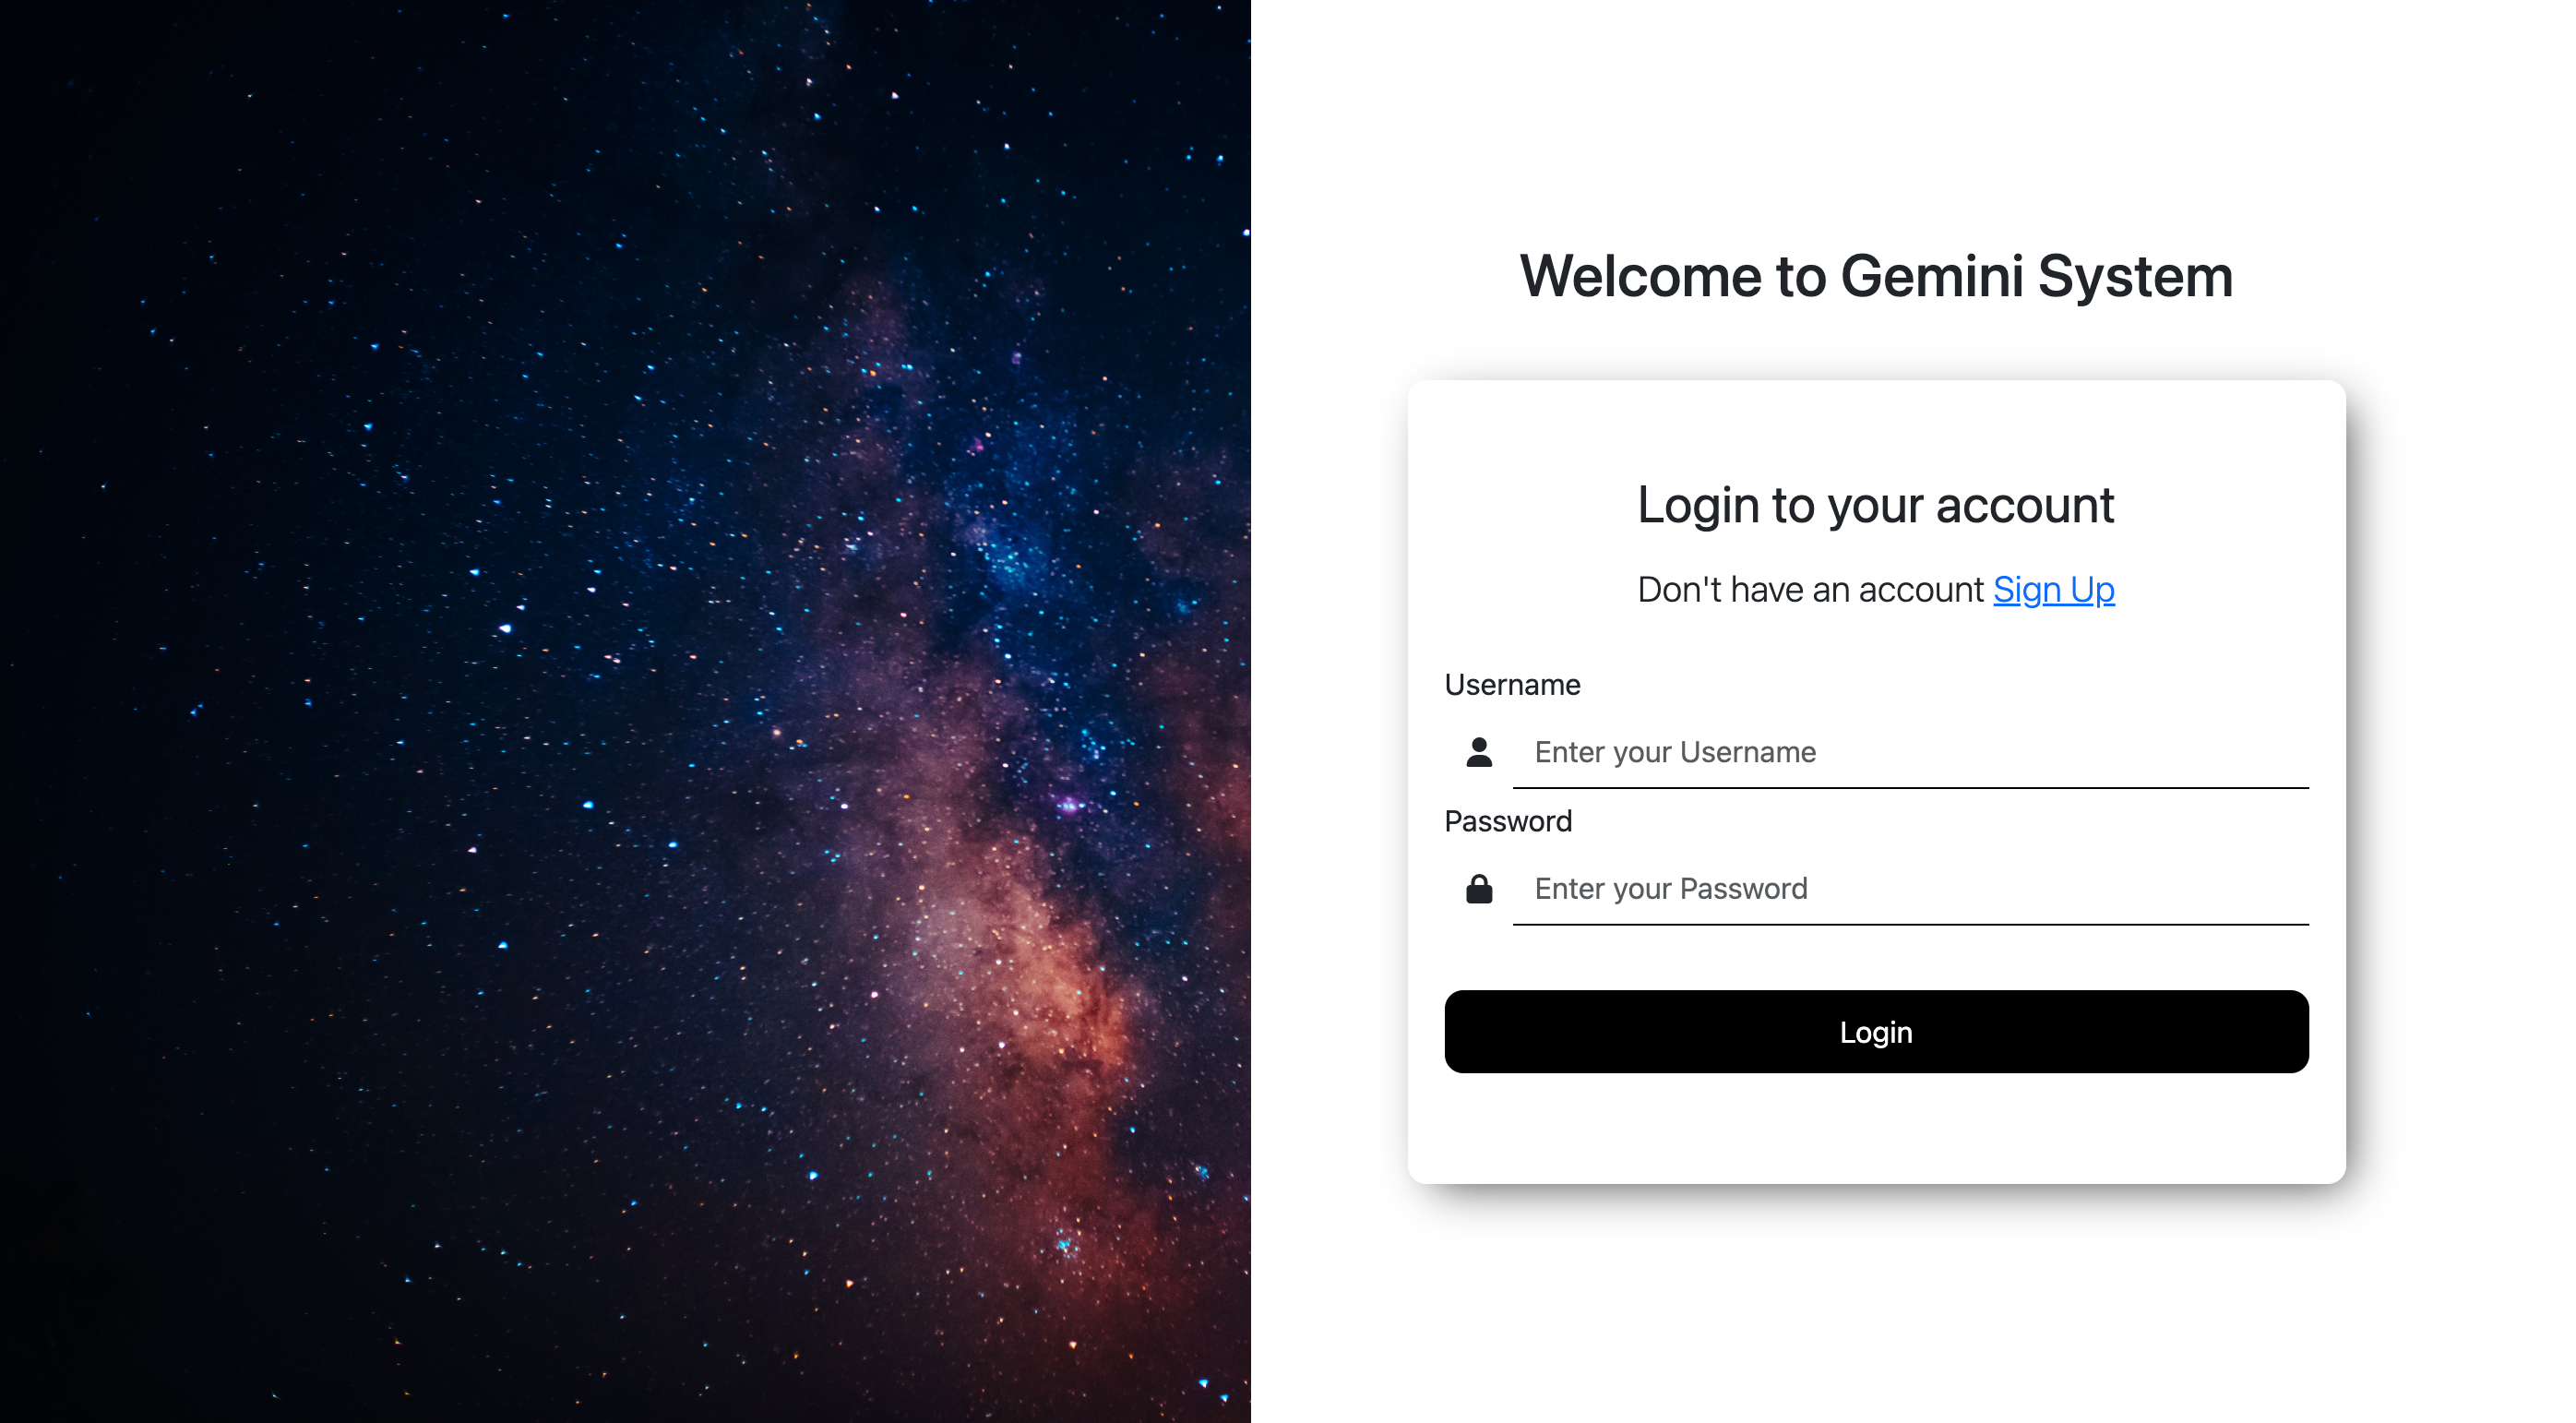 Welcome to Gemini System
Login to your account
Don't have an account Sign Up
Username
Enter your Username
Password
Enter your Password
Login